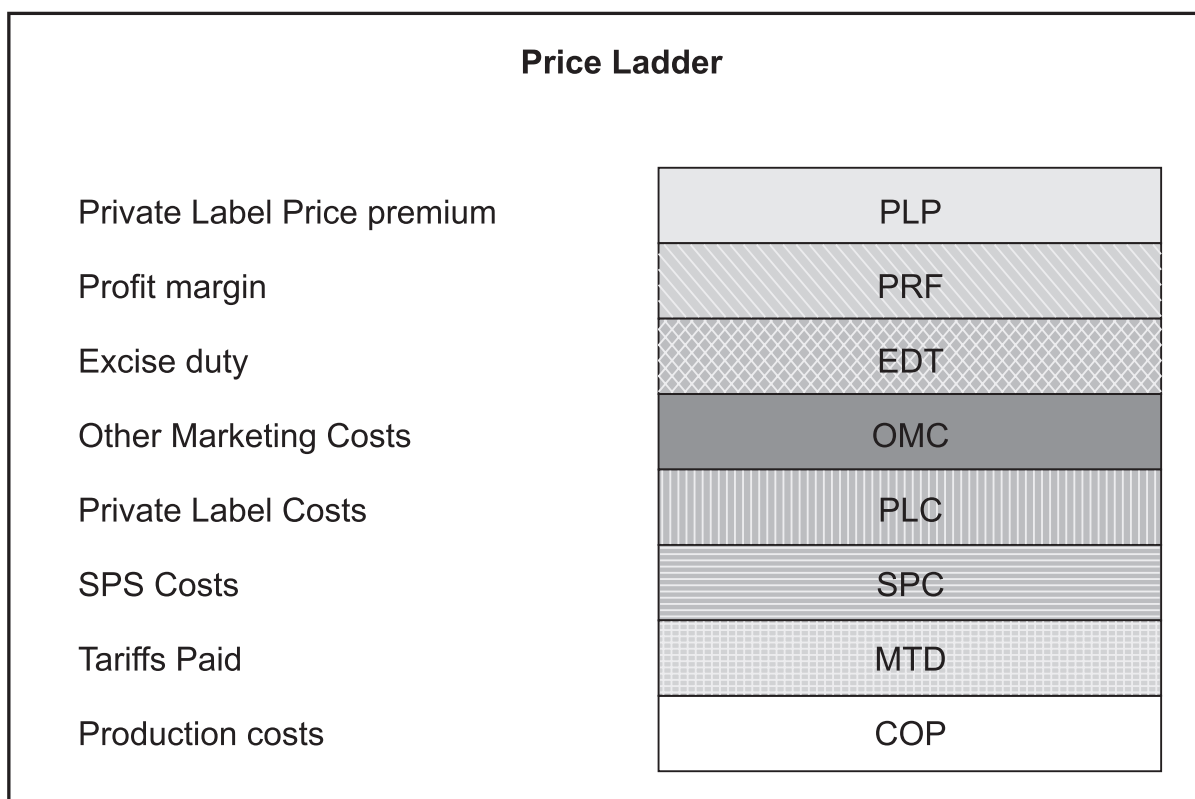 Price Ladder
Private Label Price premium PLP
Profit margin PRF
Excise duty EDT
Other Marketing Costs OMC
Private Label Costs PLC
SPS Costs SPC
Tariffs Paid MTD
Production costs COP